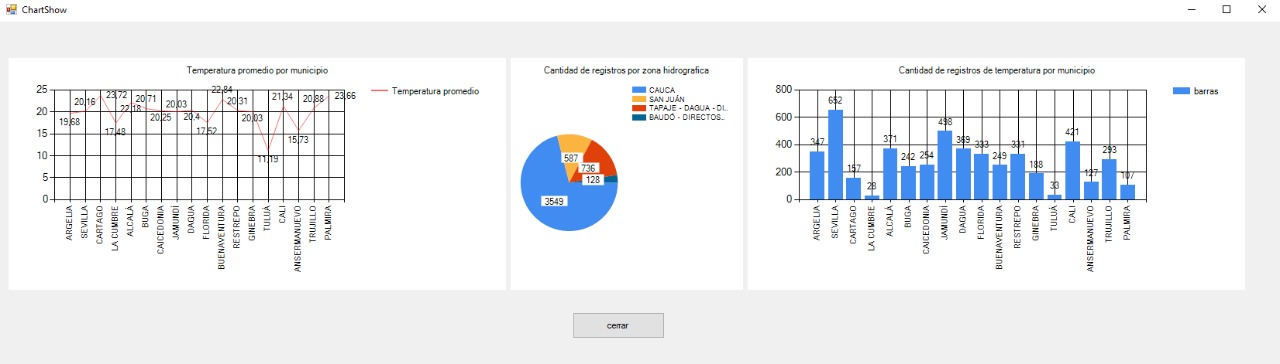 ChartShow
Temperatura promedio por municipio
25
20
15
10
5
0
19,68
20,16
23,72
17,48
22,18
20,71
20,25
20,03
20,4
17,52
22,84
20,31
20,03
11,19
21,34
15,73
20,88
23,66
ARGELIA
SEVILLA
CARTAGO
LA CUMBRE
ALCALÁ
BUGA
CAICEDONIA
JAMUNDÍ
DAGUA
FLORIDA
BUENAVENTURA
RESTREPO
GINEBRA
TULUÁ
CALI
ANSERMANUEVO
TRUJILLO
PALMIRA
Temperatura promedio
Cantidad de registros por zona hidrografica
CAUCA
SAN JUÁN
TAPAJE - DAGUA - DI...
BAUDÓ - DIRECTOS...
587
736
128
3549
Cantidad de registros de temperatura por municipio
800
600
400
200
0
347
652
157
28
371
242
254
498
369
333
249
331
188
33
421
127
293
107
ARGELIA
SEVILLA
CARTAGO
LA CUMBRE
ALCALÁ
BUGA
CAICEDONIA
JAMUNDÍ
DAGUA
FLORIDA
BUENAVENTURA
RESTREPO
GINEBRA
TULUÁ
CALI
ANSERMANUEVO
TRUJILLO
PALMIRA
barras
cerrar